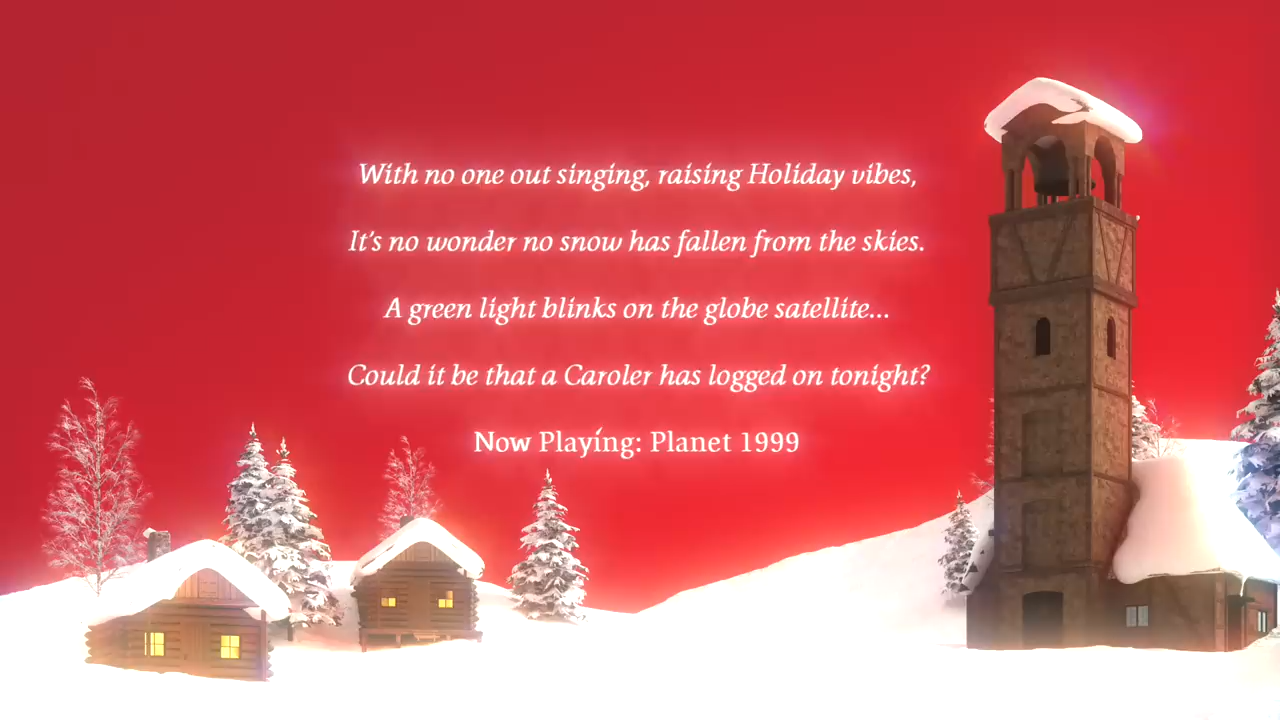 With no one out singing, raising Holiday vibes,
It's no wonder no snow has fallen from the skies.
A green light blinks on the globe satellite...
Could it be that a Caroler has logged on tonight?
Now Playing: Planet 1999